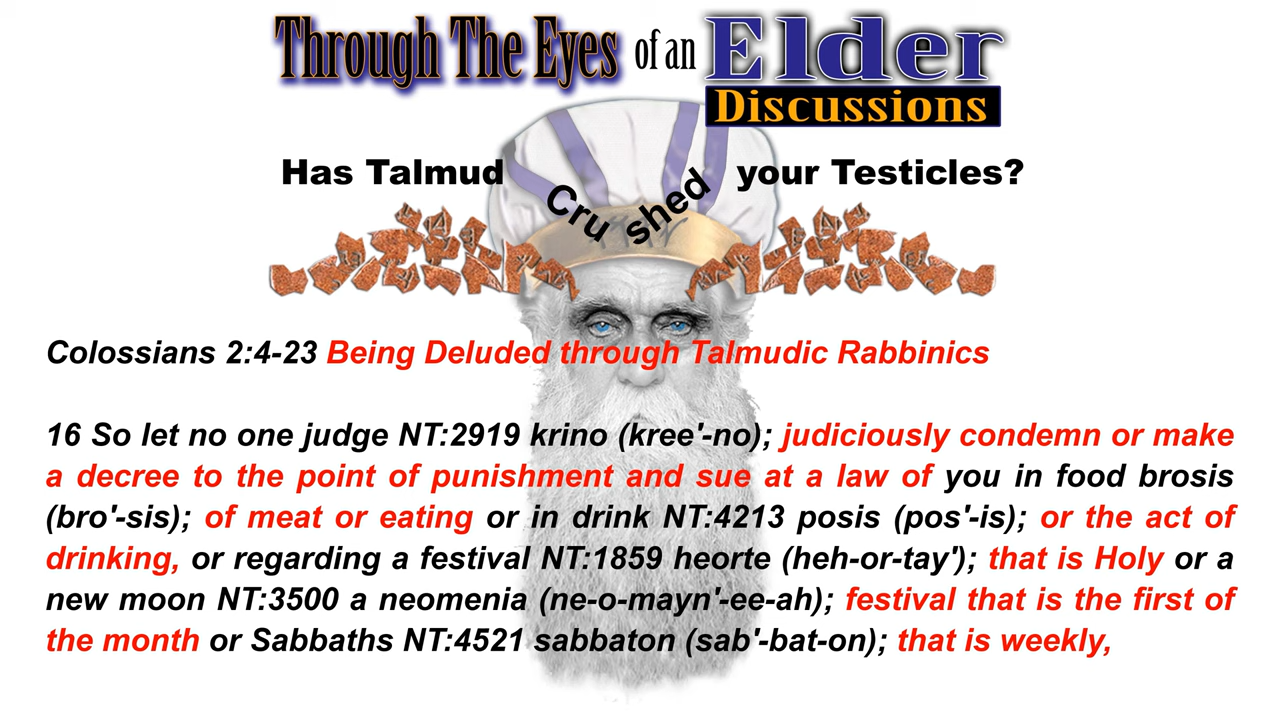 Through The Eyes of an Elder
Discussions
Has Talmud Crushed your Testicles?
Colossians 2:4-23 Being Deluded through Talmudic Rabbinics
16 So let no one judge NT:2919 krino (kree'-no); judiciously condemn or make
a decree to the point of punishment and sue at a law of you in food brosis
(bro'-sis); of meat or eating or in drink NT:4213 posis (pos'-is); or the act of
drinking, or regarding a festival NT:1859 heorte (heh-or-tay'); that is Holy or a
new moon NT:3500 a neomenia (ne-o-mayn'-ee-ah); festival that is the first of
the month or Sabbaths NT:4521 sabbaton (sab'-bat-on); that is weekly,